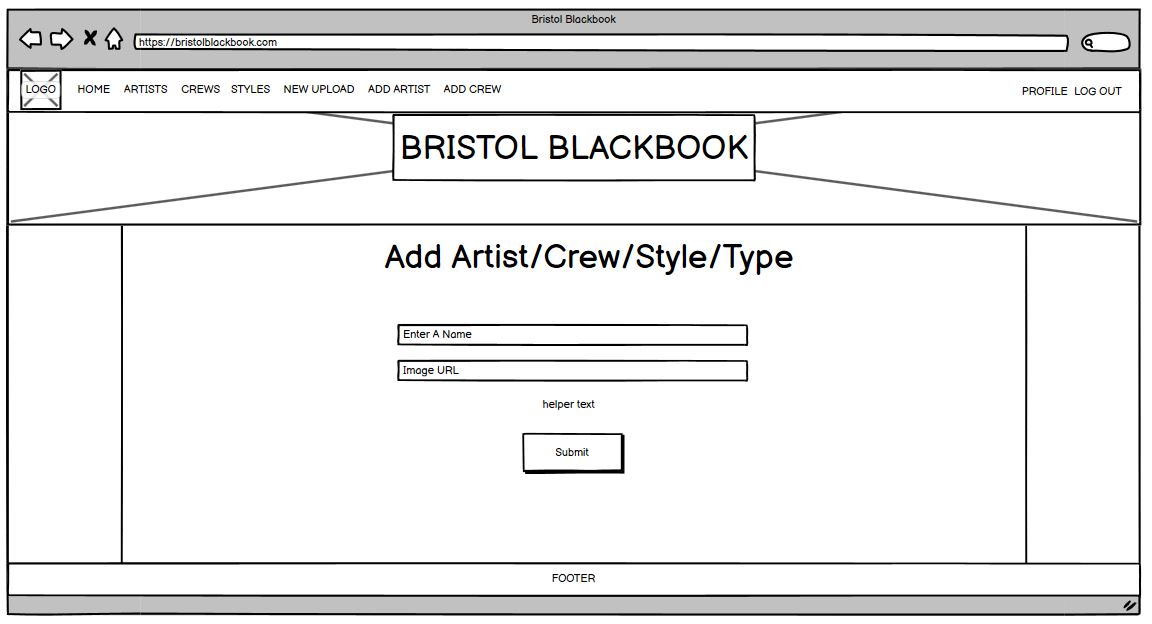 Bristol Blackbook
https://bristolblackbook.com
LOGO HOME ARTISTS CREWS STYLES NEW UPLOAD ADD ARTIST ADD CREW PROFILE LOG OUT
BRISTOL BLACKBOOK
Add Artist/Crew/Style/Type
Enter A Name
Image URL
helper text
Submit
FOOTER